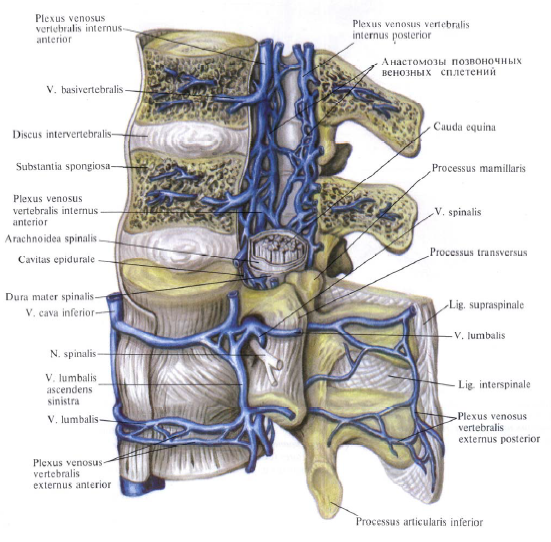 Plexus venosus
vertebralis internus
anterior
V. basivertebralis
Discus intervertebralis
Substantia spongiosa
Plexus venosus
vertebralis internus
anterior
Arachnoidea spinalis
Cavitas epidurale
Dura mater spinalis
V. cava inferior
N. spinalis
V. lumbalis
ascendens
sinistra
V. lumbalis
Plexus venosus
vertebralis
externus anterior
Plexus venosus vertebralis
internus posterior
Анастомозы позвоночных
венозных сплетений
Cauda equina
Processus mamillaris
V. spinalis
Processus transversus
Lig. supraspinale
V. lumbalis
Lig. interspinale
Plexus venosus
vertebralis
externus posterior
Processus articularis inferior